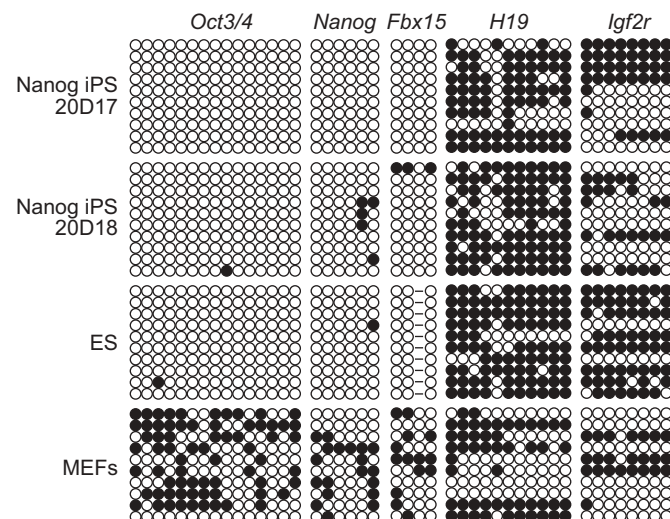 Oct3/4 Nanog Fbx15 H19 Igf2r
Nanog iPS
20D17
Nanog iPS
20D18
ES
MEFs